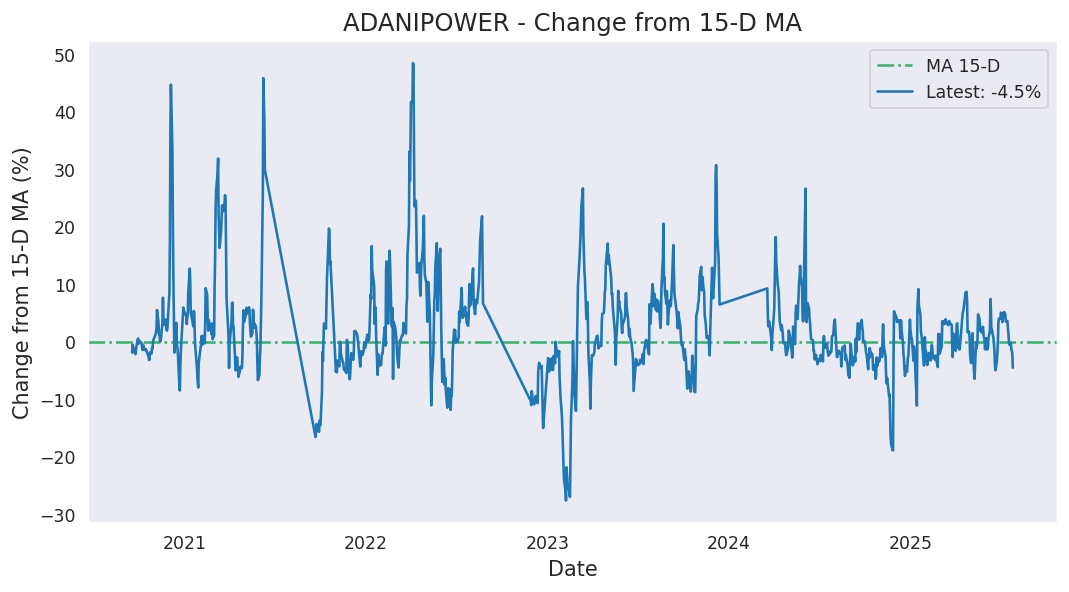 ADANIPOWER - Change from 15-D MA
Change from 15-D MA (%)
50
40
30
20
10
0
−10
−20
−30
MA 15-D
Latest: -4.5%
2021 2022 2023 2024 2025
Date